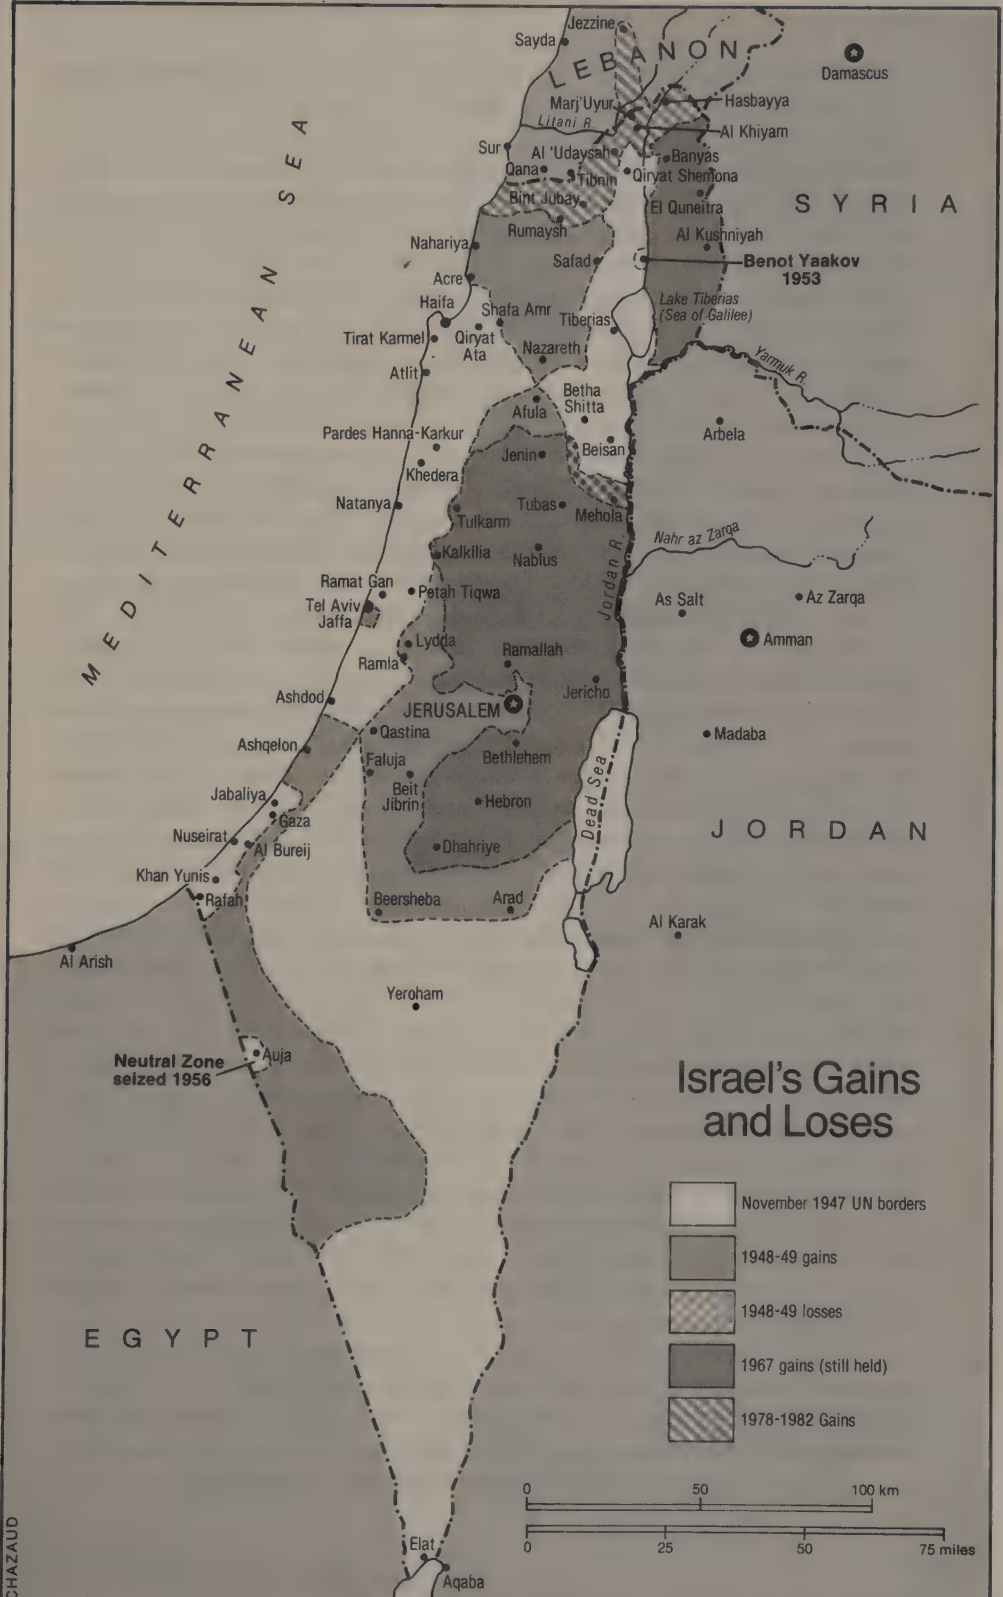 Jezzine
Sayda
LEBANON
Damascus
Marj'Uyur
Hasbayya
Litani R.
Al Khiyam
Sur
Al 'Udaysah
Banyas
Qana
Tibnin
Qiryat Shemona
Bint Jubay
El Quneitra
SYRIA
Rumaysh
Al Kushniyah
Nahariya
Safad
Benot Yaakov
1953
Acre
Haifa
Shafa Amr
Lake Tiberias
(Sea of Galilee)
Tiberias
Tirat Karmel
Qiryat
Ata
Nazareth
Yarmuk R.
Atlit
Betha
Shitta
Afula
Arbela
Pardes Hanna-Karkur
Beisan
Jenin
Khedera
Natanya
Tubas
Mehola
Tulkarm
MEDITERRANEAN SEA
Nahr az Zarqa
Kalkilia
Nablus
Jordan R.
Ramat Gan
Petah Tiqwa
Tel Aviv
Jaffa
As Salt
Az Zarqa
Lydda
Ramla
Ramallah
Amman
Jericho
Ashdod
JERUSALEM
Qastina
Madaba
Ashqelon
Bethlehem
Faluja
Beit
Jibrin
Dead Sea
Jabaliya
Hebron
Gaza
JORDAN
Nuseirat
Al Bureij
Dhahriye
Khan Yunis
Rafah
Beersheba
Arad
Al Karak
Al Arish
Yeroham
Neutral Zone
seized 1956
Auja
Israel's Gains
and Loses
November 1947 UN borders
1948-49 gains
1948-49 losses
EGYPT
1967 gains (still held)
1978-1982 Gains
0 50 100 km
0 25 50 75 miles
Elat
Aqaba
CHAZAUD